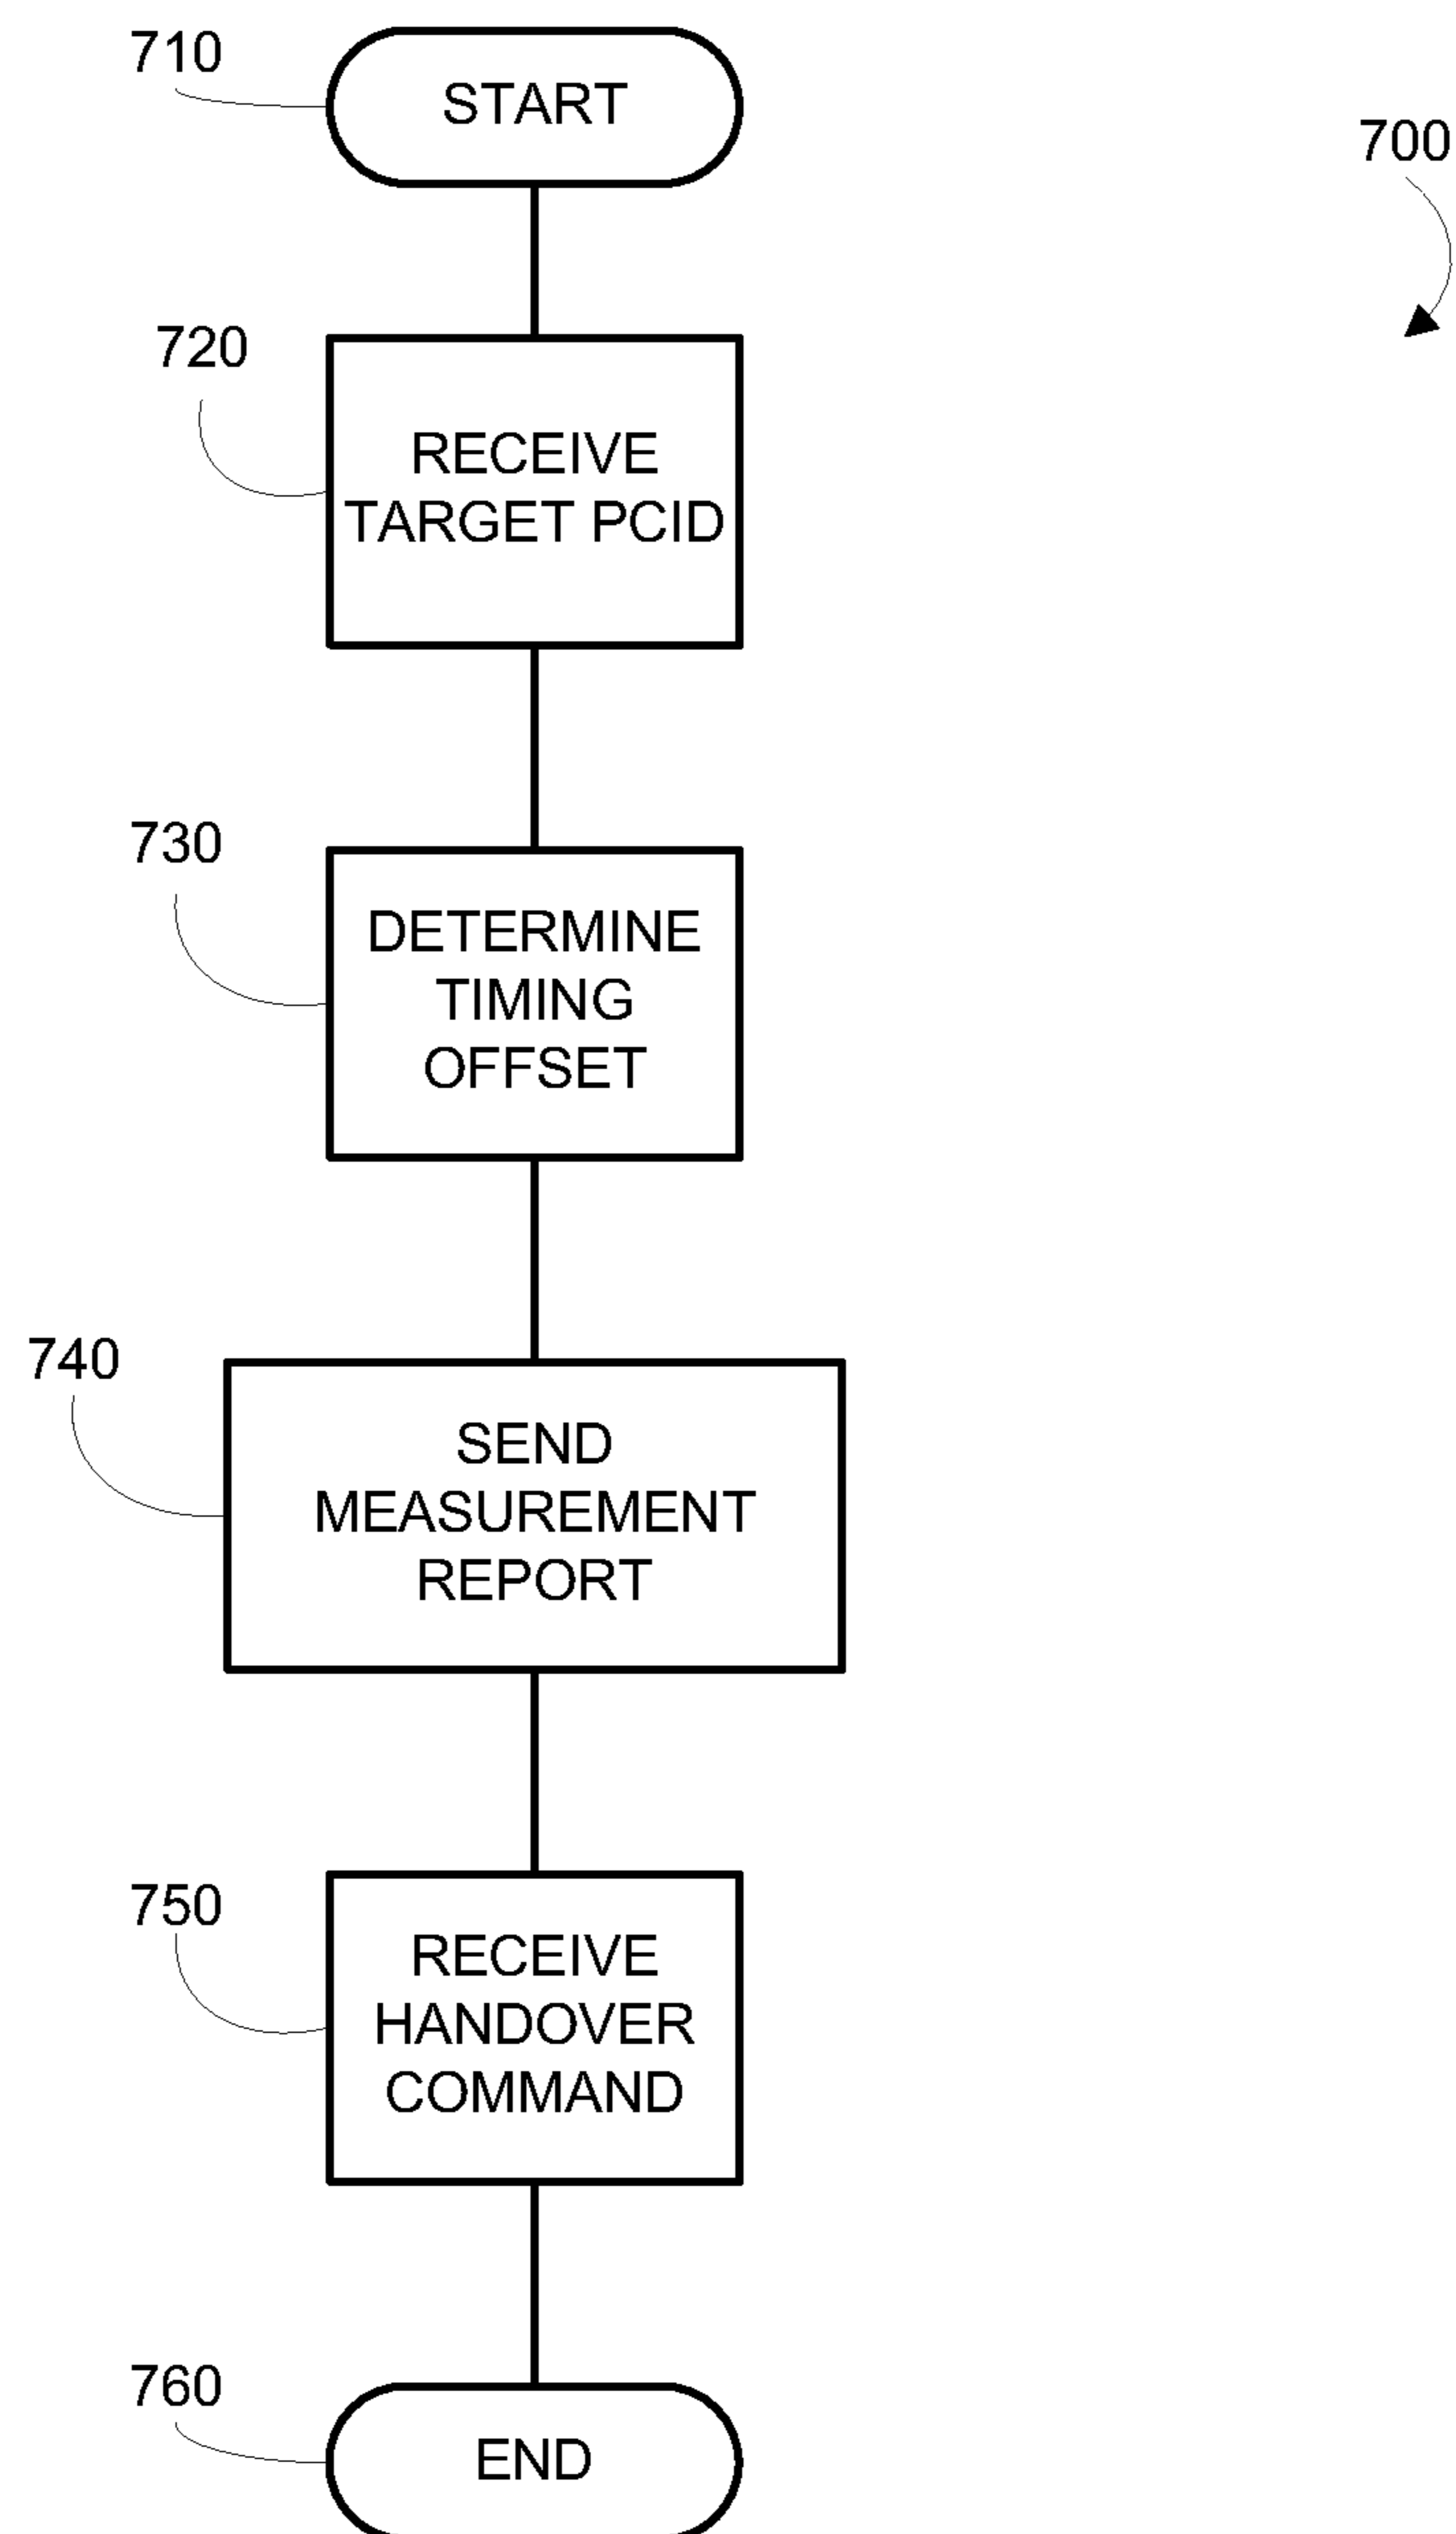 710
START
700
720
RECEIVE
TARGET PCID
730
DETERMINE
TIMING
OFFSET
740
SEND
MEASUREMENT
REPORT
750
RECEIVE
HANDOVER
COMMAND
760
END